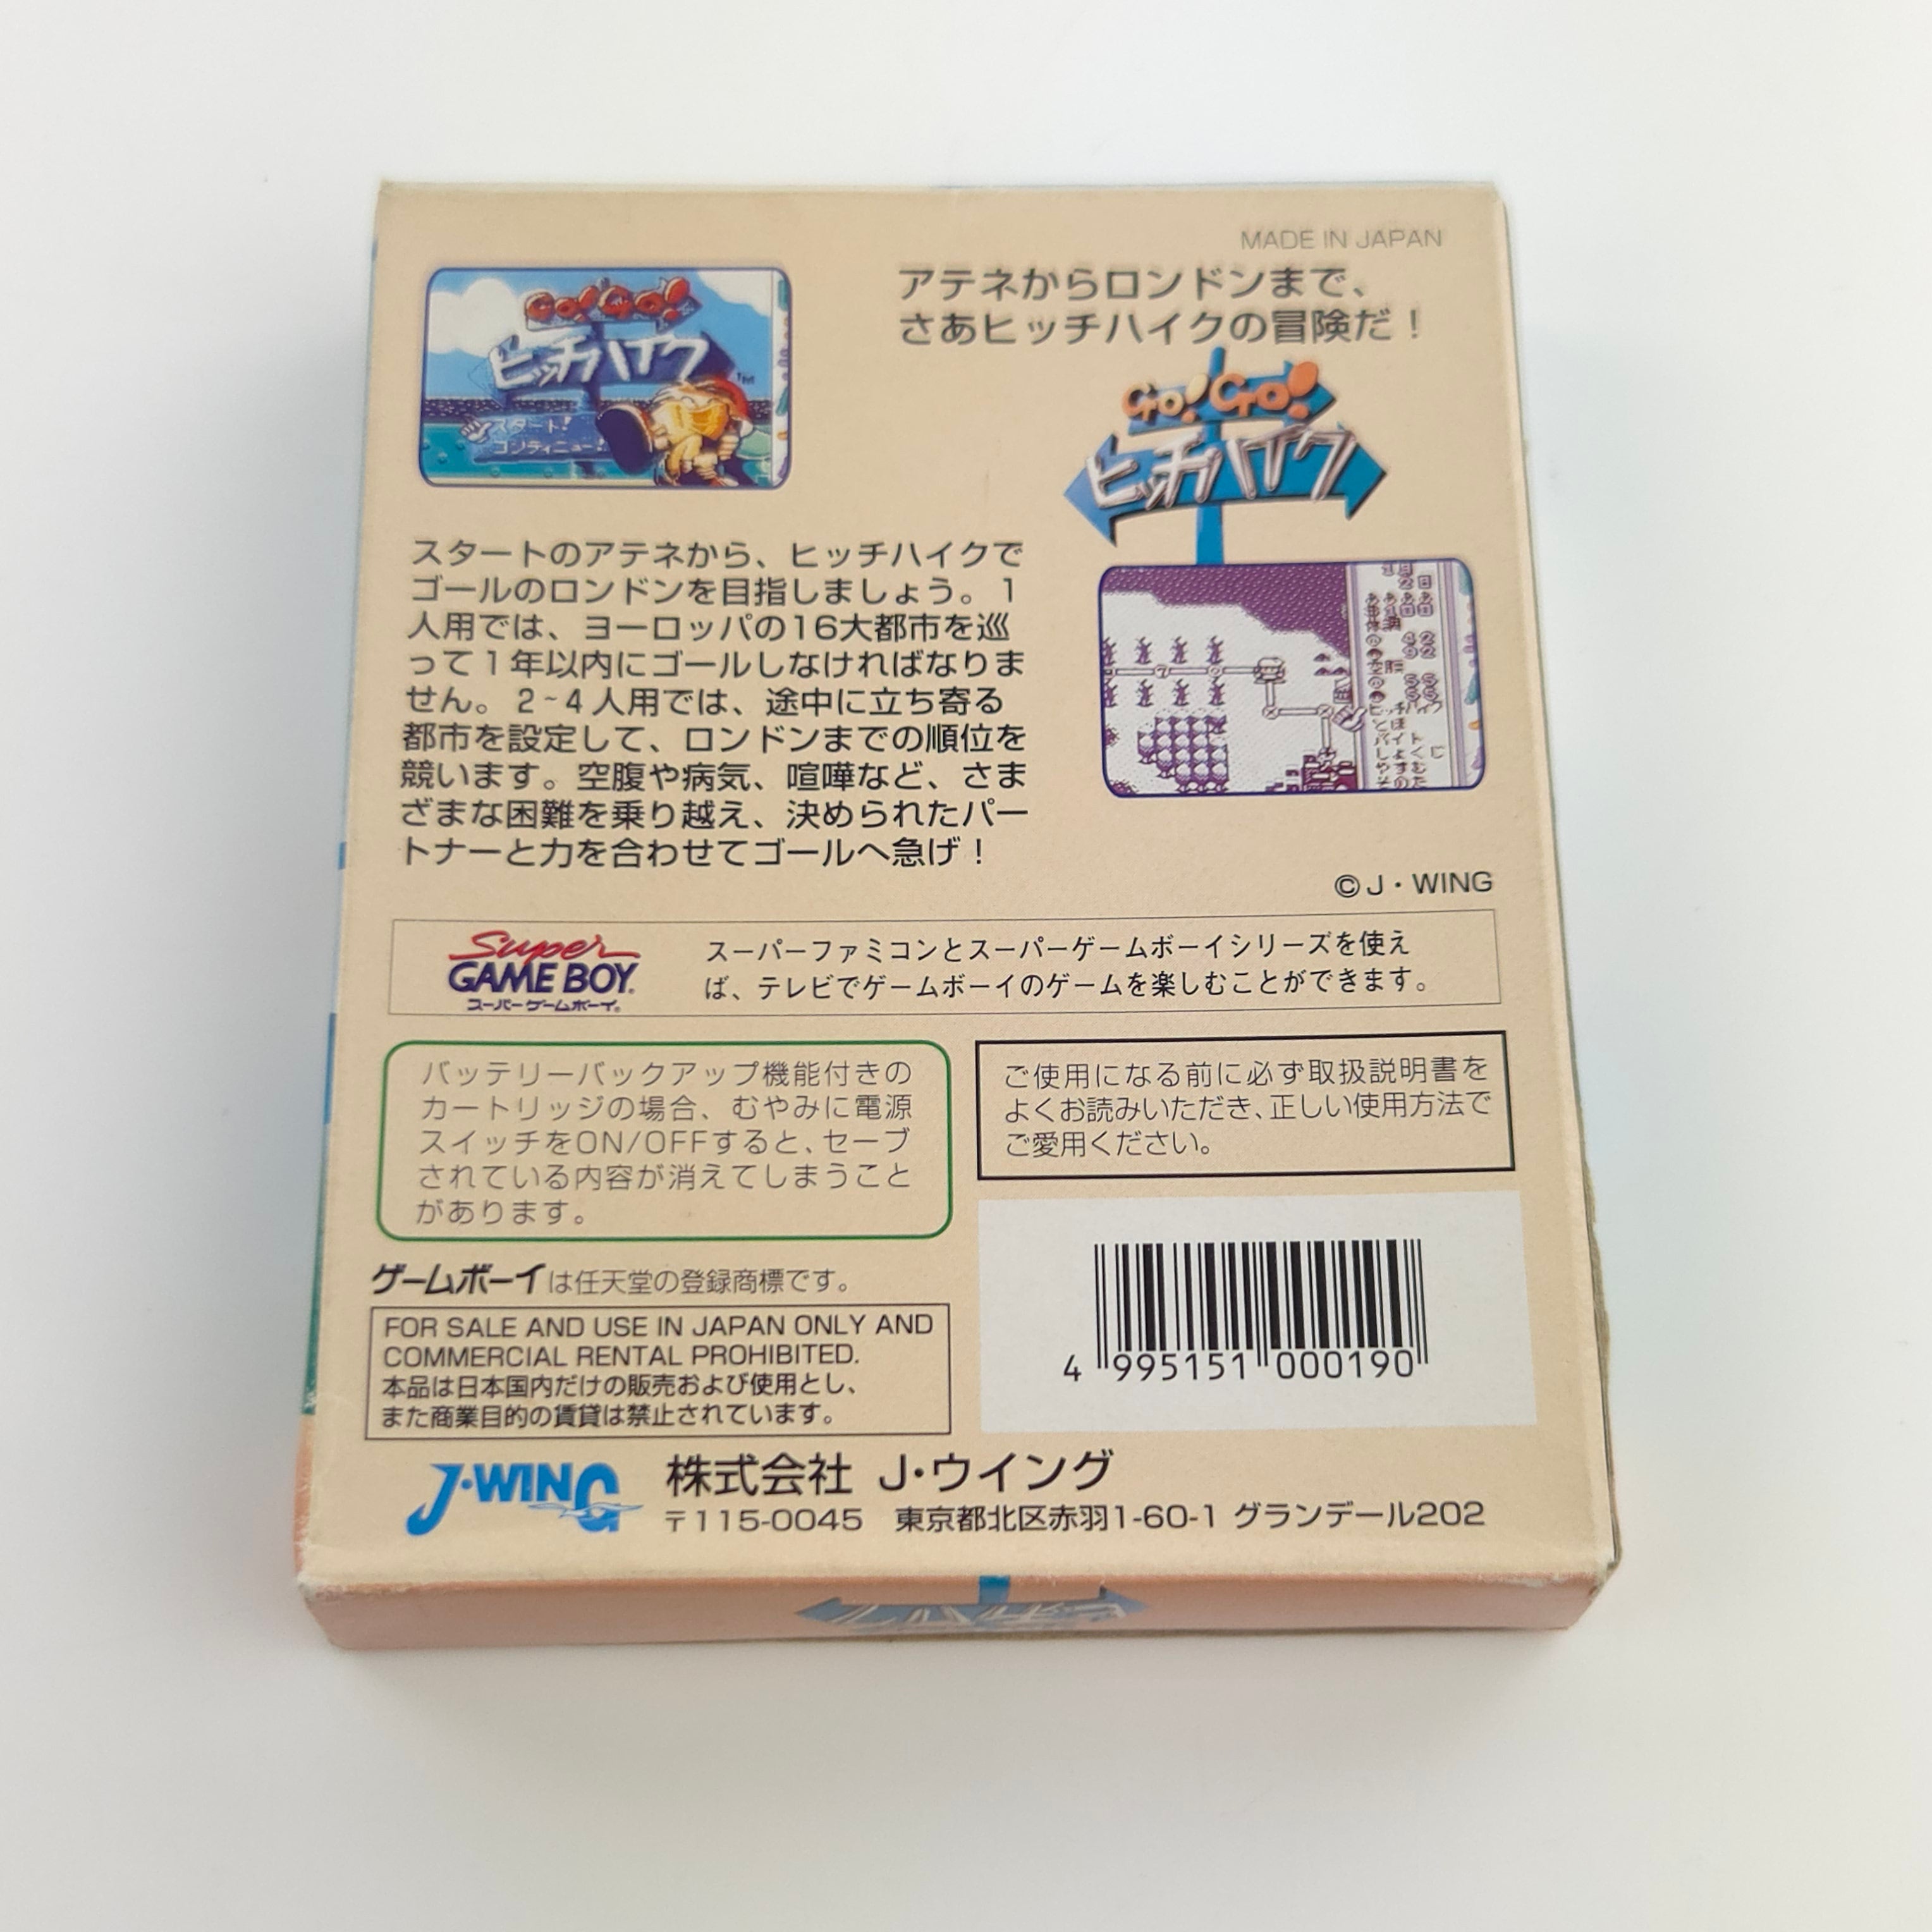 MADE IN JAPAN
アテネからロンドンまで、
さあヒッチハイクの冒険だ！
GO!GO!
ヒッチハイク
TM
スタート!
コンティニュー!
GO!GO!
ヒッチハイク
スタートのアテネから、ヒッチハイクで
ゴールのロンドンを目指しましょう。1
人用では、ヨーロッパの16大都市を巡
って1年以内にゴールしなければなりま
せん。2~4人用では、途中に立ち寄る
都市を設定して、ロンドンまでの順位を
競います。空腹や病気、喧嘩など、さま
ざまな困難を乗り越え、決められたパー
トナーと力を合わせてゴールへ急げ！
©J・WING
Super
GAME BOY®
スーパーゲームボーイ®
スーパーファミコンとスーパーゲームボーイシリーズを使え
ば、テレビでゲームボーイのゲームを楽しむことができます。
バッテリーバックアップ機能付きの
カートリッジの場合、むやみに電源
スイッチをON/OFFすると、セーブ
されている内容が消えてしまうこと
があります。
ご使用になる前に必ず取扱説明書を
よくお読みいただき、正しい使用方法で
ご愛用ください。
ゲームボーイは任天堂の登録商標です。
FOR SALE AND USE IN JAPAN ONLY AND
COMMERCIAL RENTAL PROHIBITED.
本品は日本国内だけの販売および使用とし、
また商業目的の賃貸は禁止されています。
4 995151 000190
J·WING
株式会社 J・ウイング
〒115-0045 東京都北区赤羽1-60-1 グランデール202